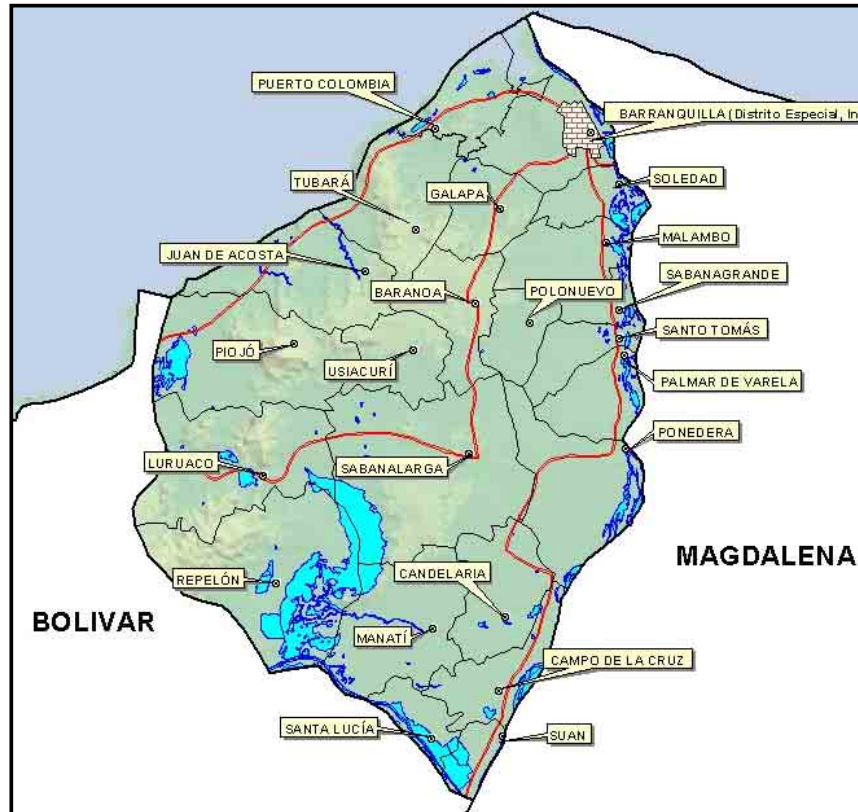 PUERTO COLOMBIA
BARRANQUILLA (Distrito Especial, In
TUBARÁ
GALAPA
SOLEDAD
MALAMBO
JUAN DE ACOSTA
BARANOA
POLONUEVO
SABANAGRANDE
SANTO TOMÁS
PIOJÓ
USIACURÍ
PALMAR DE VARELA
PONEDERA
LURUACO
SABANALARGA
MAGDALENA
REPELÓN
CANDELARIA
BOLIVAR
MANATÍ
CAMPO DE LA CRUZ
SANTA LUCÍA
SUAN